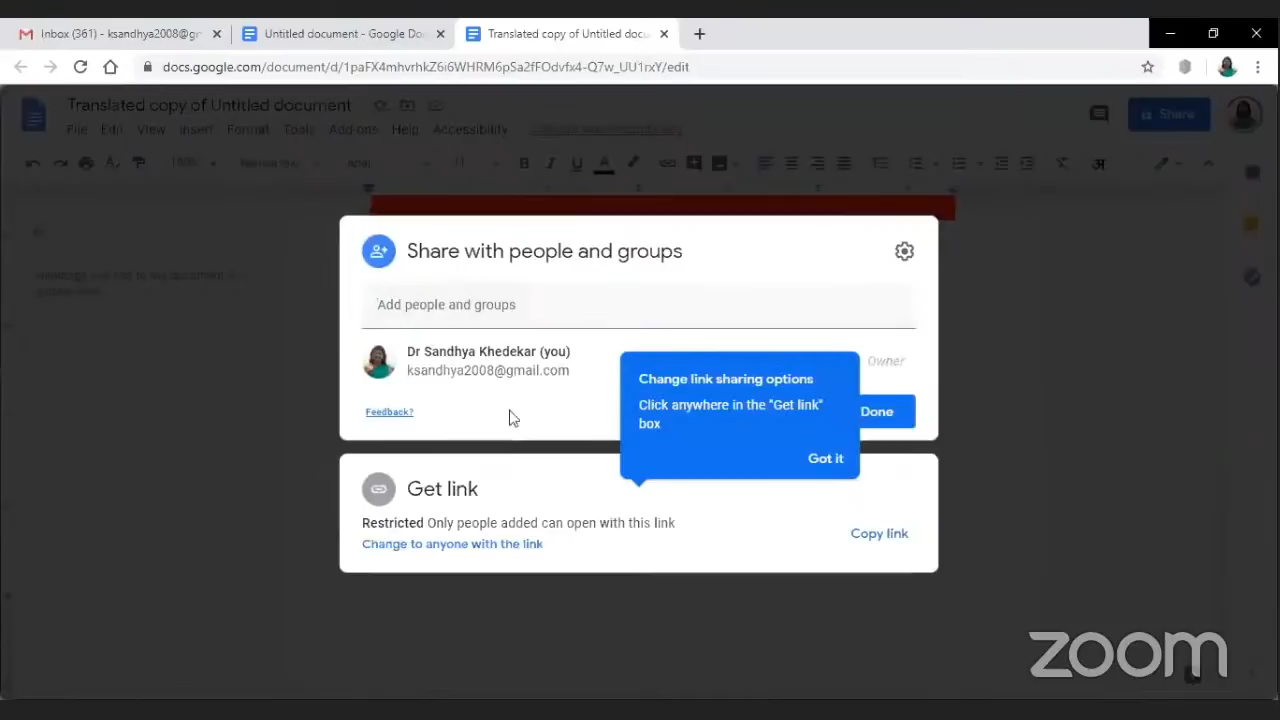 Inbox (361) - ksandhya2008@gr
Untitled document - Google Do
Translated copy of Untitled docu
docs.google.com/document/d/1paFX4mhvrhkZ6i6WHRM6pSa2fFOdvfx4-Q7w_UU1rxY/edit
Translated copy of Untitled document
File Edit View Insert Format Tools Add-ons Help Accessibility
Share
100%
Share with people and groups
Add people and groups
Dr Sandhya Khedekar (you)
ksandhya2008@gmail.com
Owner
Change link sharing options
Click anywhere in the "Get link"
box
Got it
Feedback?
Done
Get link
Restricted Only people added can open with this link
Change to anyone with the link
Copy link
zoom